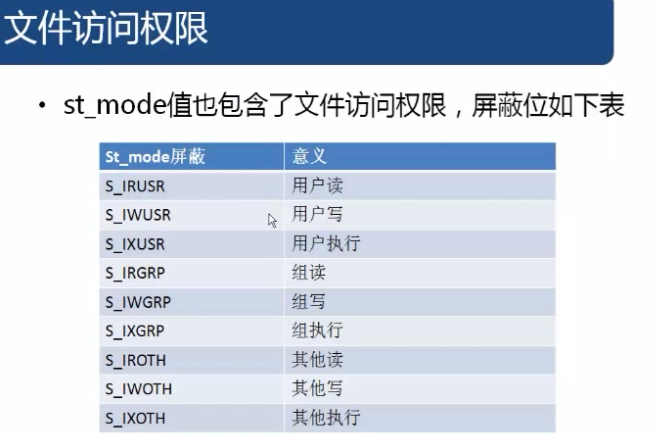 文件访问权限
• st_mode值也包含了文件访问权限，屏蔽位如下表
St_mode屏蔽 意义
S_IRUSR 用户读
S_IWUSR 用户写
S_IXUSR 用户执行
S_IRGRP 组读
S_IWGRP 组写
S_IXGRP 组执行
S_IROTH 其他读
S_IWOTH 其他写
S_IXOTH 其他执行